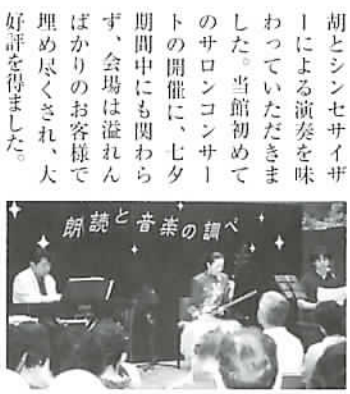 胡とシンセサイザ
ーによる演奏を味
わっていただきま
した。当館初めて
のサロンコンサー
トの開催に、七夕
期間中にも関わら
ず、会場は溢れん
ばかりのお客様で
埋め尽くされ、大
好評を得ました。
朗読と音楽の調べ